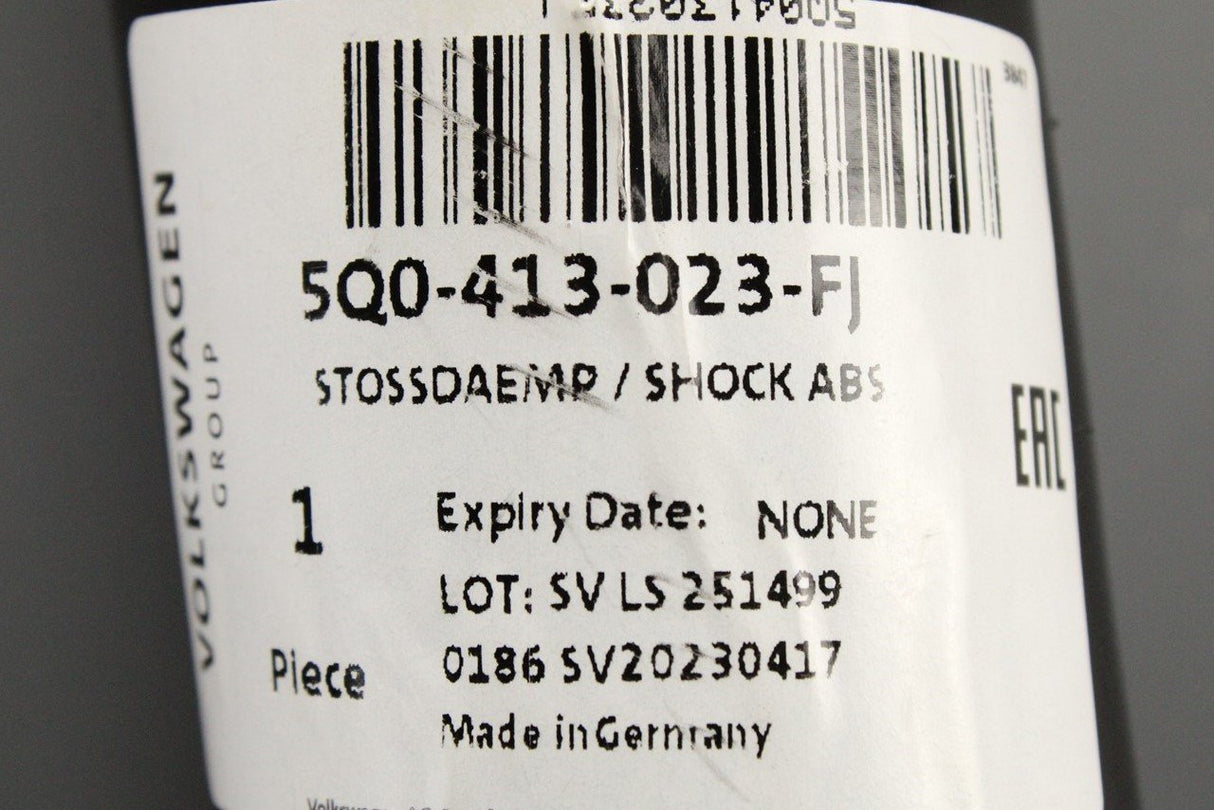 3847
5Q0-413-023-FJ
STOSSDAEMP / SHOCK ABS
VOLKSWAGEN
GROUP
EAC
1
Piece
Expiry Date: NONE
LOT: SV LS 251499
0186 SV20230417
Made in Germany